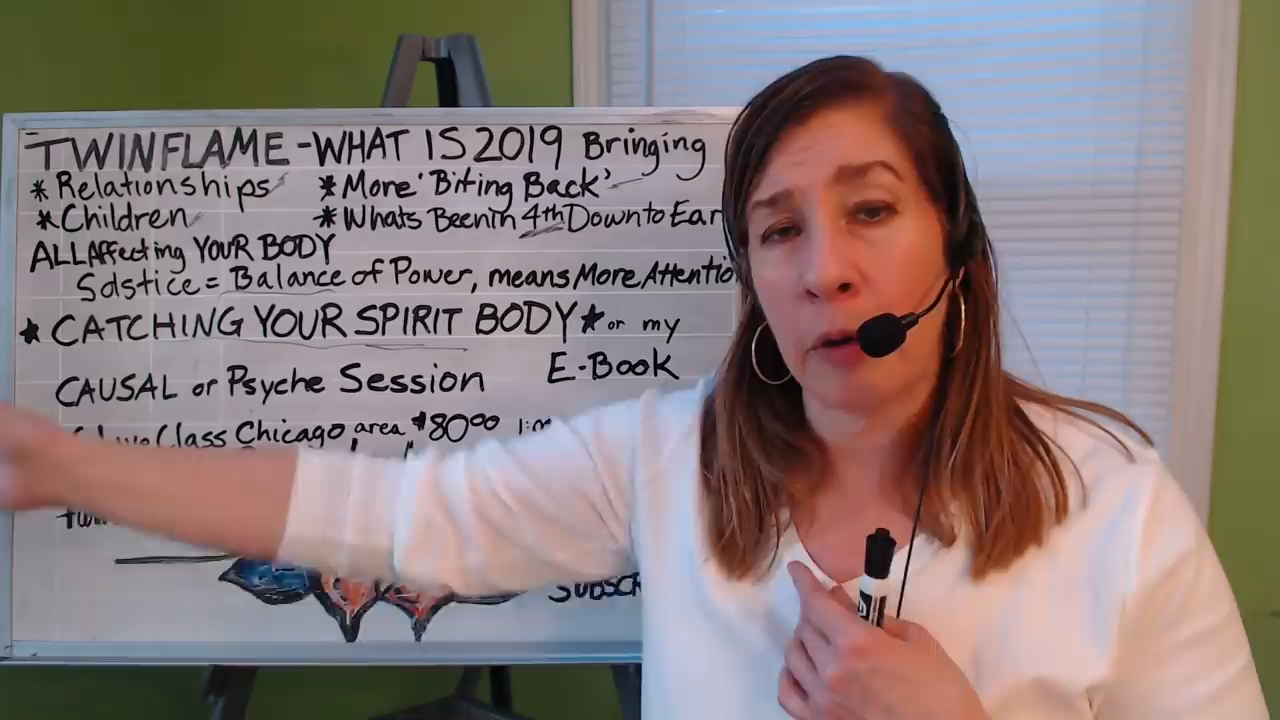 TWINFLAME - WHAT IS 2019 Bringing
* Relationships * More 'Biting Back'
* Children * Whats Been in 4th Down to Ear
ALL Affecting YOUR BODY
Solstice = Balance of Power, means More Attentio
* CATCHING YOUR SPIRIT BODY * or my
E-Book
CAUSAL or Psyche Session
Class Chicago area $80⁰⁰
SUBSCR